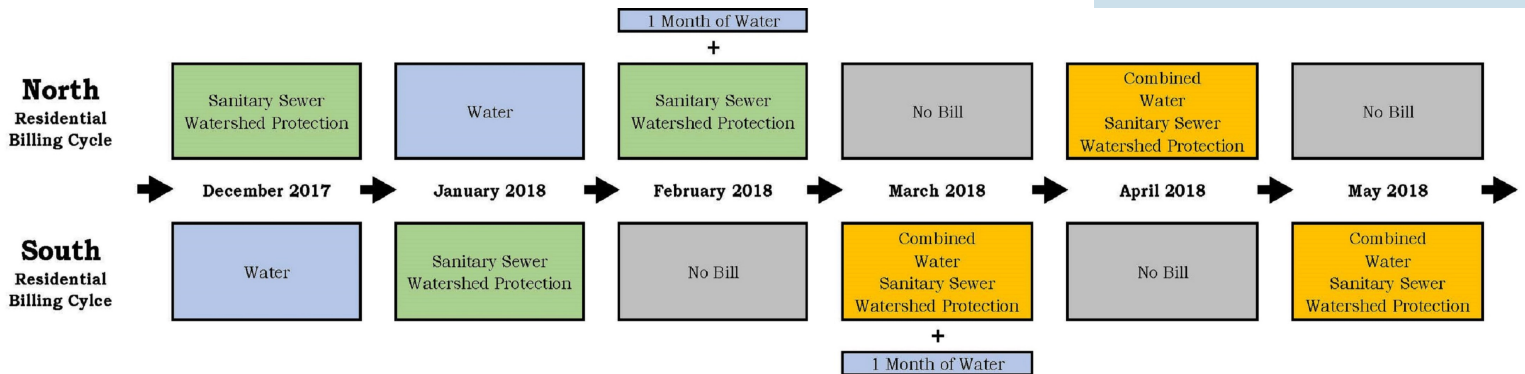 1 Month of Water
+
North
Residential
Billing Cycle
Sanitary Sewer
Watershed Protection
Water
Sanitary Sewer
Watershed Protection
No Bill
Combined
Water
Sanitary Sewer
Watershed Protection
No Bill
December 2017
January 2018
February 2018
March 2018
April 2018
May 2018
South
Residential
Billing Cylce
Water
Sanitary Sewer
Watershed Protection
No Bill
Combined
Water
Sanitary Sewer
Watershed Protection
No Bill
Combined
Water
Sanitary Sewer
Watershed Protection
+
1 Month of Water